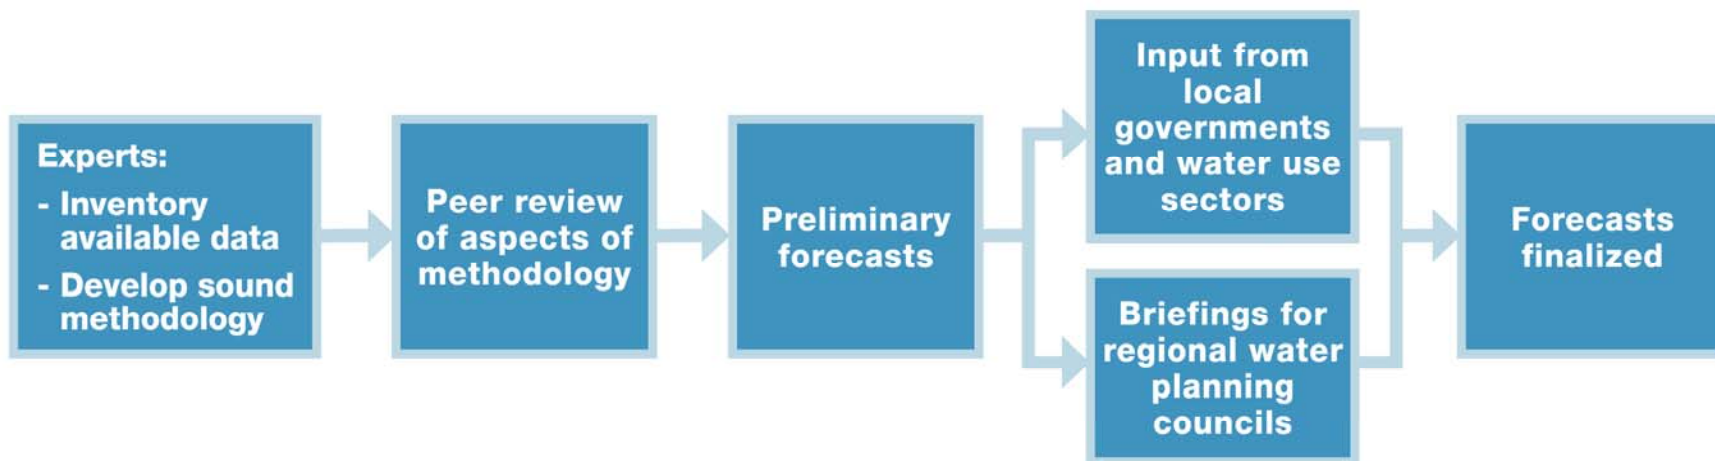 Experts:
- Inventory
available data
- Develop sound
methodology
Peer review
of aspects of
methodology
Preliminary
forecasts
Input from
local
governments
and water use
sectors
Briefings for
regional water
planning
councils
Forecasts
finalized